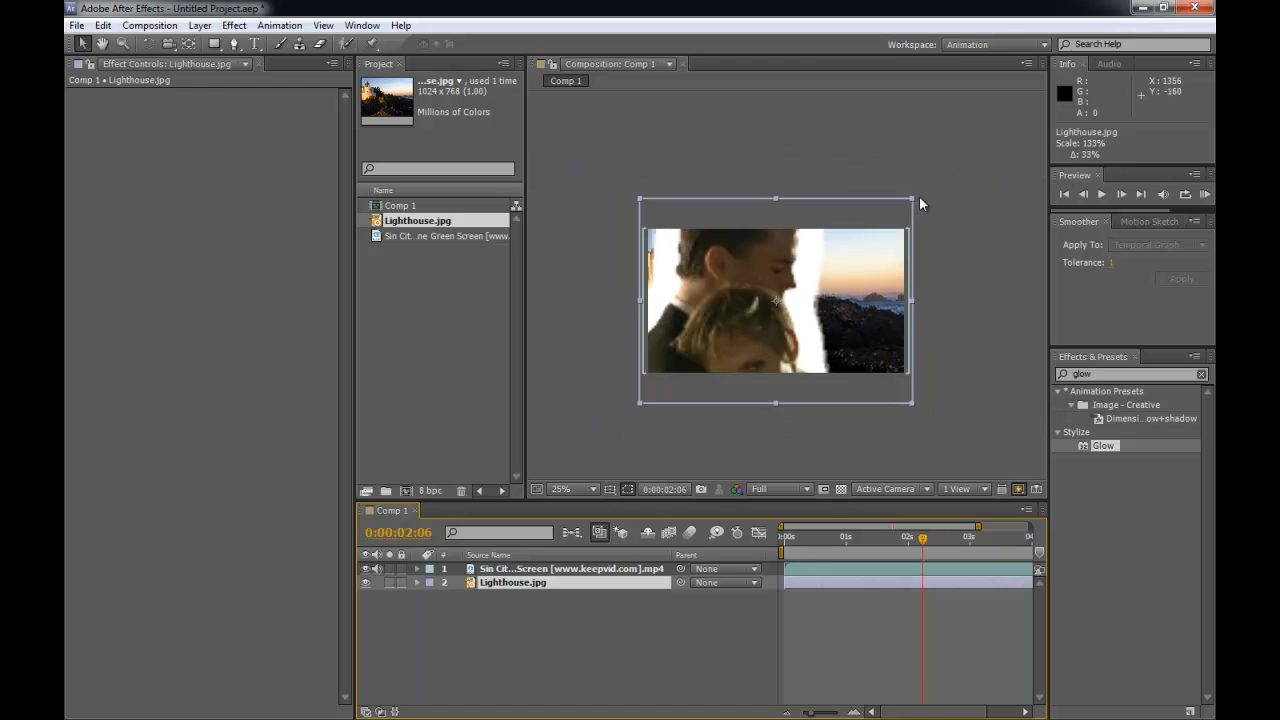 Adobe After Effects - Untitled Project.aep *
File Edit Composition Layer Effect Animation View Window Help
Workspace: Animation Search Help
Effect Controls: Lighthouse.jpg
Comp 1 • Lighthouse.jpg
Project
...se.jpg ▾, used 1 time
1024 x 768 (1.00)
Millions of Colors
Name
Comp 1
Lighthouse.jpg
Sin Cit...ne Green Screen [www.
8 bpc
Composition: Comp 1
Comp 1
25% 0:00:02:06 Full Active Camera 1 View
Info Audio
R :
G :
B :
A : 0
X : 1356
Y : -160
Lighthouse.jpg
Scale: 133%
Δ: 33%
Preview
Smoother Motion Sketch
Apply To: Temporal Graph
Tolerance: 1
Apply
Effects & Presets
glow
* Animation Presets
Image - Creative
Dimensi...ow+shadow
Stylize
Glow
Comp 1
0:00:02:06
# Source Name Parent
1 Sin Cit...Screen [www.keepvid.com].mp4 None
2 Lighthouse.jpg None
):00s 01s 02s 03s 04